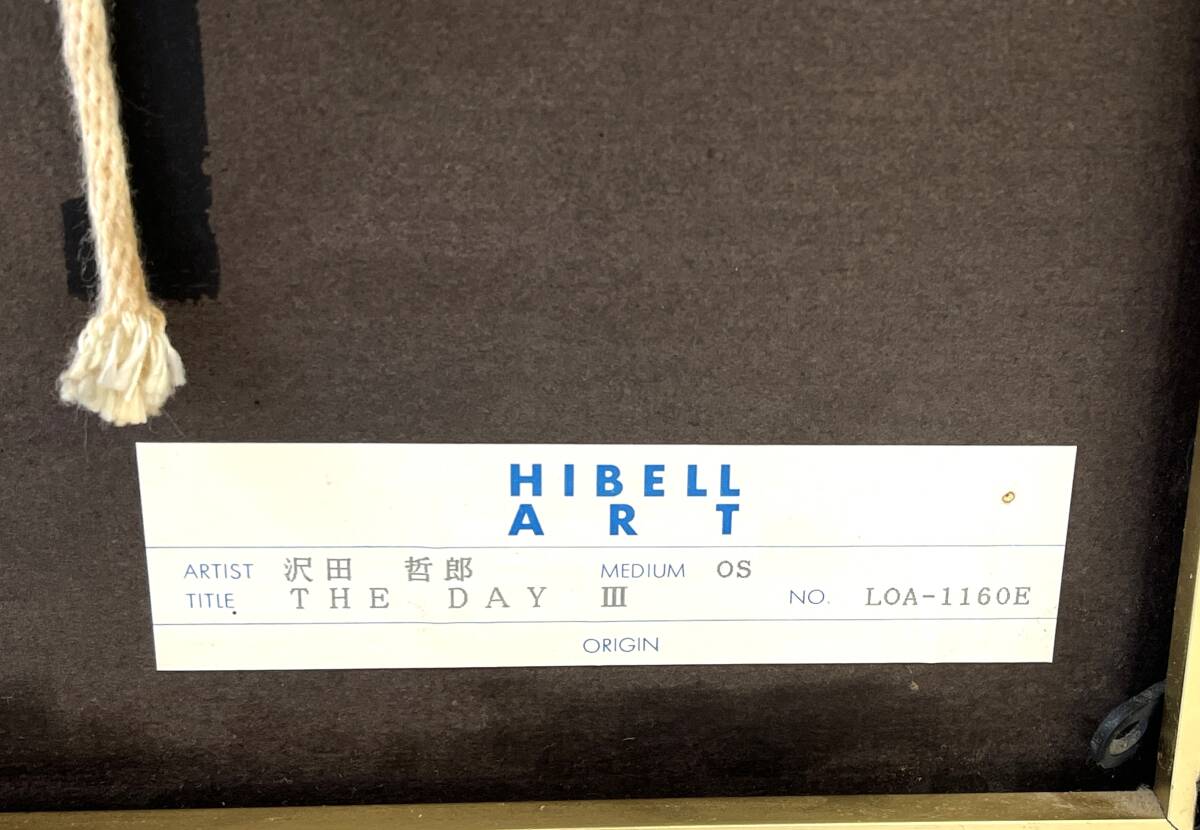 HIBELL
ART
ARTIST 沢田 哲郎 MEDIUM OS
TITLE THE DAY Ⅲ NO. LOA-1160E
ORIGIN